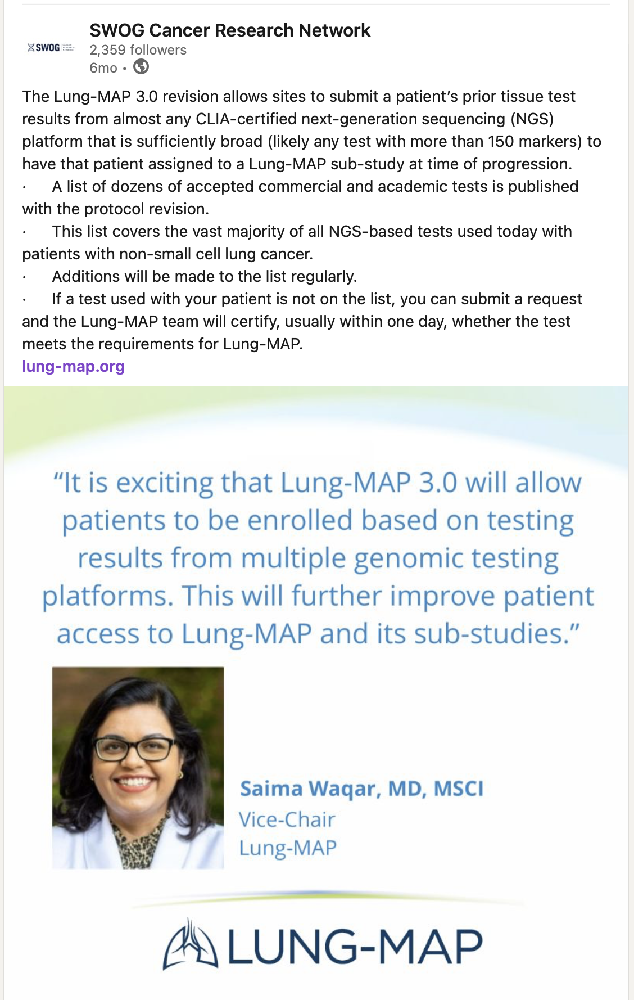 SWOG Cancer Research Network
SWOG
CANCER
RESEARCH
NETWORK
2,359 followers
6mo •
The Lung-MAP 3.0 revision allows sites to submit a patient’s prior tissue test
results from almost any CLIA-certified next-generation sequencing (NGS)
platform that is sufficiently broad (likely any test with more than 150 markers) to
have that patient assigned to a Lung-MAP sub-study at time of progression.
· A list of dozens of accepted commercial and academic tests is published
with the protocol revision.
· This list covers the vast majority of all NGS-based tests used today with
patients with non-small cell lung cancer.
· Additions will be made to the list regularly.
· If a test used with your patient is not on the list, you can submit a request
and the Lung-MAP team will certify, usually within one day, whether the test
meets the requirements for Lung-MAP.
lung-map.org
“It is exciting that Lung-MAP 3.0 will allow
patients to be enrolled based on testing
results from multiple genomic testing
platforms. This will further improve patient
access to Lung-MAP and its sub-studies.”
Saima Waqar, MD, MSCI
Vice-Chair
Lung-MAP
LUNG-MAP